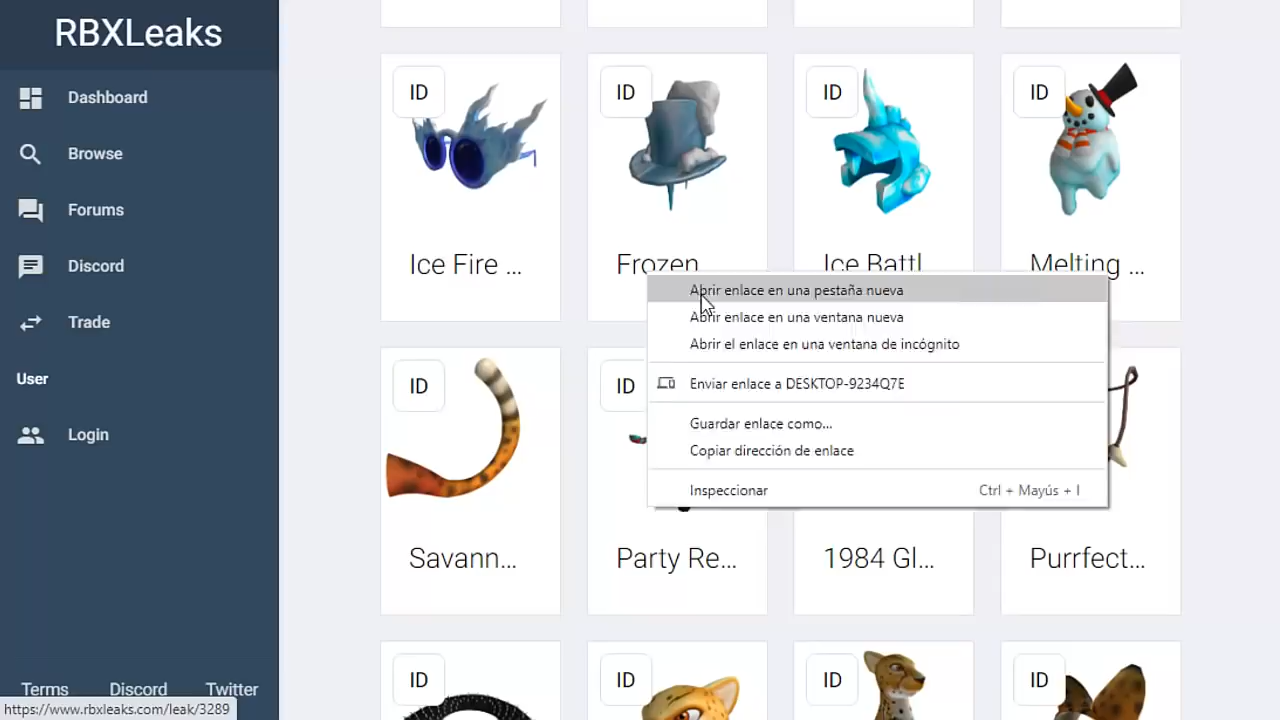 RBXLeaks
Dashboard
Browse
Forums
Discord
Trade
User
Login
Terms Discord Twitter
https://www.rbxleaks.com/leak/3289
ID ID ID ID
Ice Fire ... Frozen Ice Battl Melting ...
Abrir enlace en una pestaña nueva
Abrir enlace en una ventana nueva
Abrir el enlace en una ventana de incógnito
Enviar enlace a DESKTOP-9234Q7E
Guardar enlace como...
Copiar dirección de enlace
Inspeccionar Ctrl + Mayús + I
ID ID
Savann... Party Re... 1984 Gl... Purrfect...
ID ID ID ID